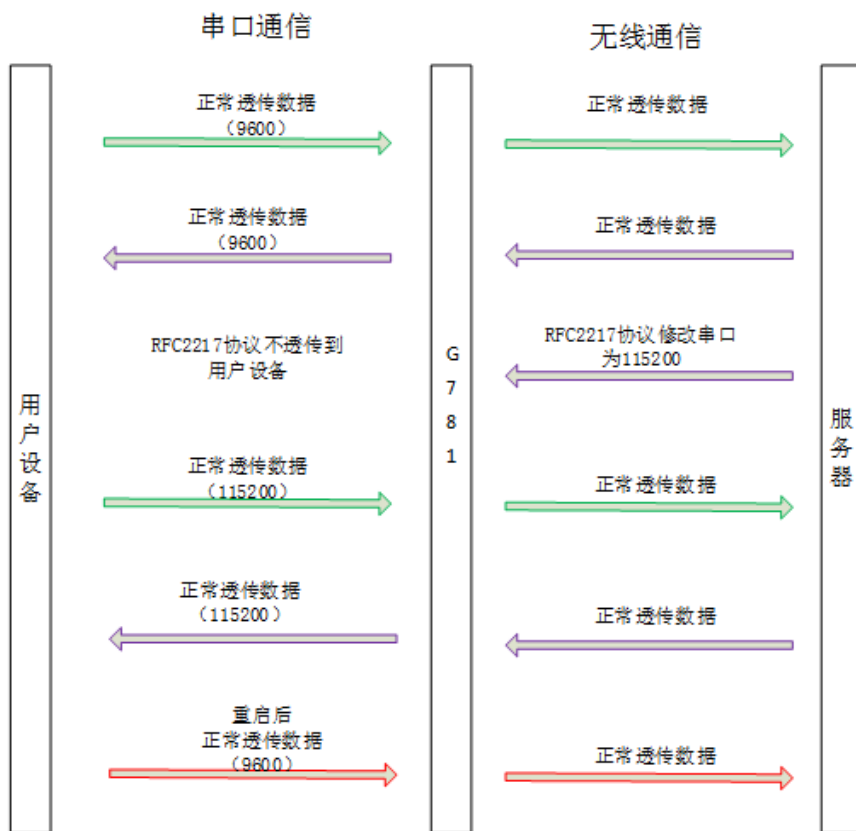 串口通信
无线通信
正常透传数据
（9600）
正常透传数据
正常透传数据
（9600）
正常透传数据
RFC2217协议不透传到
用户设备
RFC2217协议修改串口
为115200
G781
用户设备
服务器
正常透传数据
（115200）
正常透传数据
正常透传数据
（115200）
正常透传数据
重启后
正常透传数据
（9600）
正常透传数据